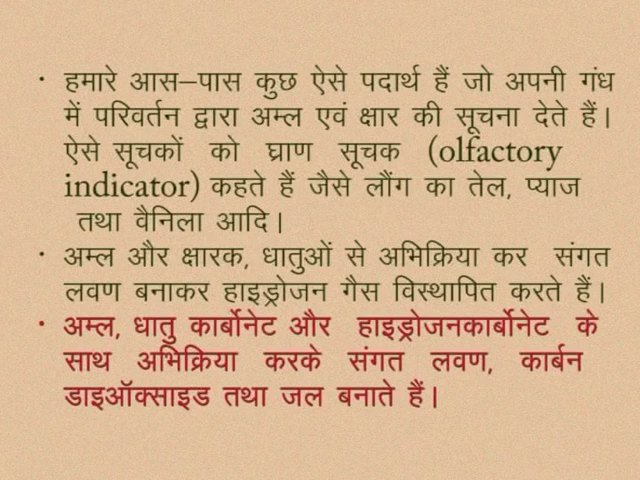 • हमारे आस–पास कुछ ऐसे पदार्थ हैं जो अपनी गंध
में परिवर्तन द्वारा अम्ल एवं क्षार की सूचना देते हैं।
ऐसे सूचकों को घ्राण सूचक (olfactory
indicator) कहते हैं जैसे लौंग का तेल, प्याज
तथा वैनिला आदि।
• अम्ल और क्षारक, धातुओं से अभिक्रिया कर संगत
लवण बनाकर हाइड्रोजन गैस विस्थापित करते हैं।
• अम्ल, धातु कार्बोनेट और हाइड्रोजनकार्बोनेट के
साथ अभिक्रिया करके संगत लवण, कार्बन
डाइऑक्साइड तथा जल बनाते हैं।